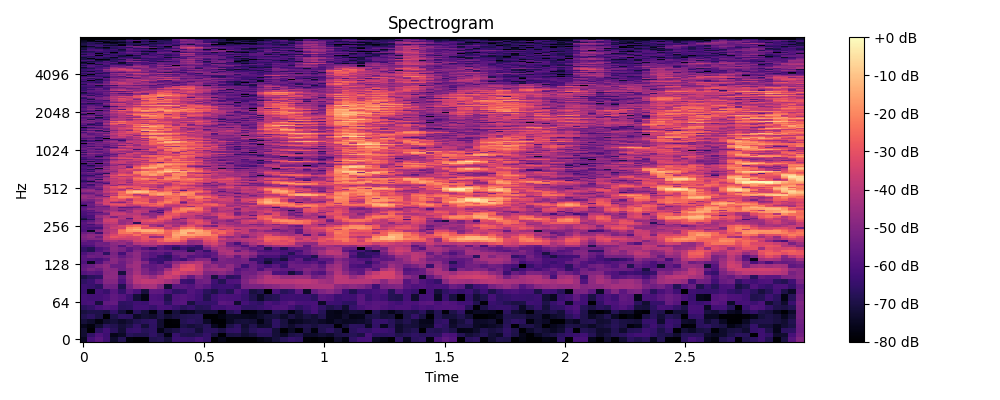 Spectrogram
Hz
4096
2048
1024
512
256
128
64
0
0
0.5
1
1.5
2
2.5
Time
+0 dB
-10 dB
-20 dB
-30 dB
-40 dB
-50 dB
-60 dB
-70 dB
-80 dB